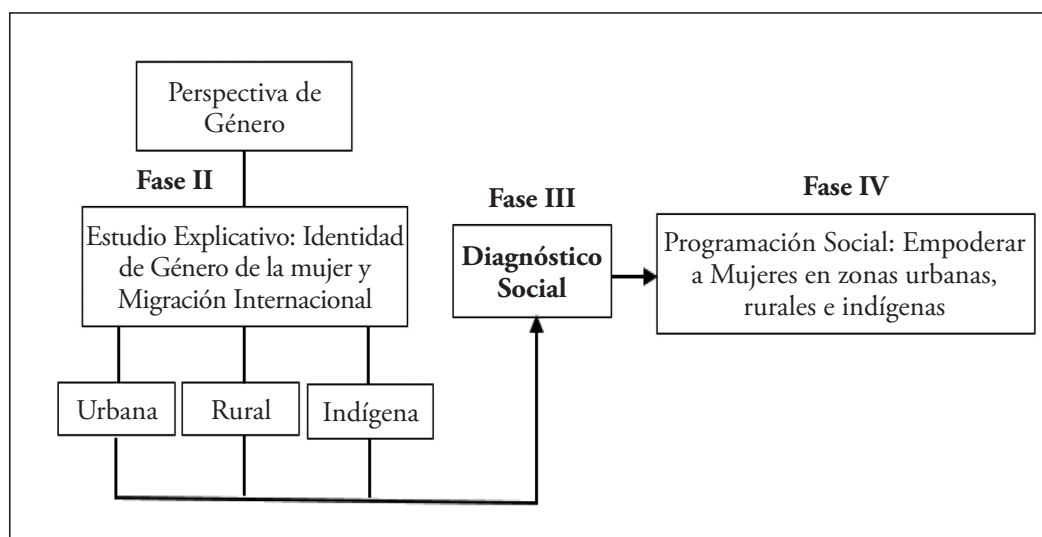 Perspectiva de
Género
Fase II
Estudio Explicativo: Identidad
de Género de la mujer y
Migración Internacional
Urbana
Rural
Indígena
Fase III
Diagnóstico
Social
Fase IV
Programación Social: Empoderar
a Mujeres en zonas urbanas,
rurales e indígenas